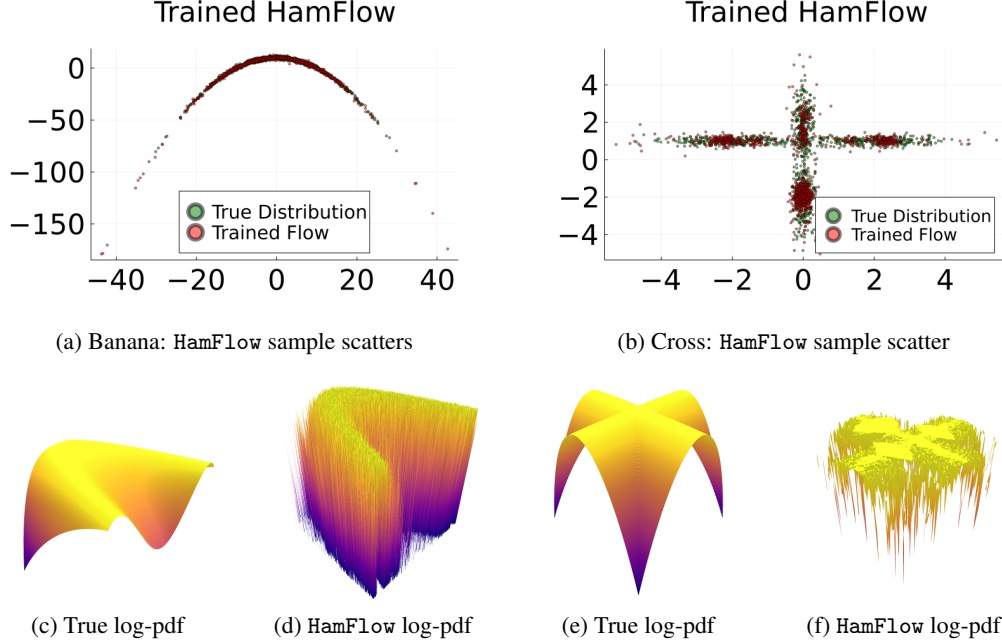 Trained HamFlow
0
−50
−100
−150
−40
−20
0
20
40
True Distribution
Trained Flow
(a) Banana: HamFlow sample scatters
Trained HamFlow
4
2
0
−2
−4
−4
−2
0
2
4
True Distribution
Trained Flow
(b) Cross: HamFlow sample scatter
(c) True log-pdf
(d) HamFlow log-pdf
(e) True log-pdf
(f) HamFlow log-pdf